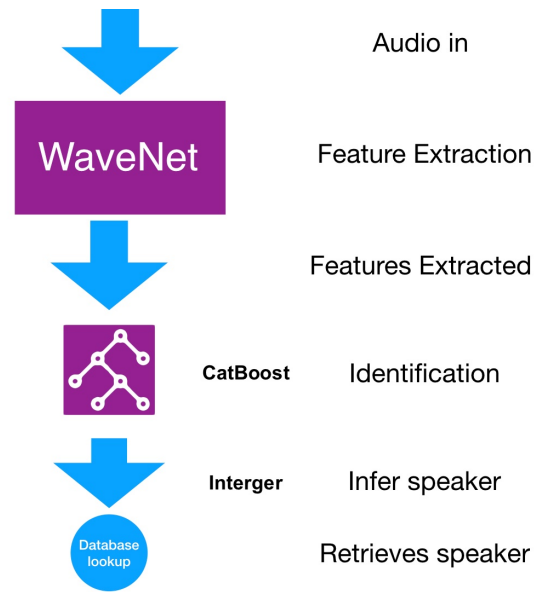 Audio in
WaveNet
Feature Extraction
Features Extracted
CatBoost
Identification
Interger
Infer speaker
Database
lookup
Retrieves speaker